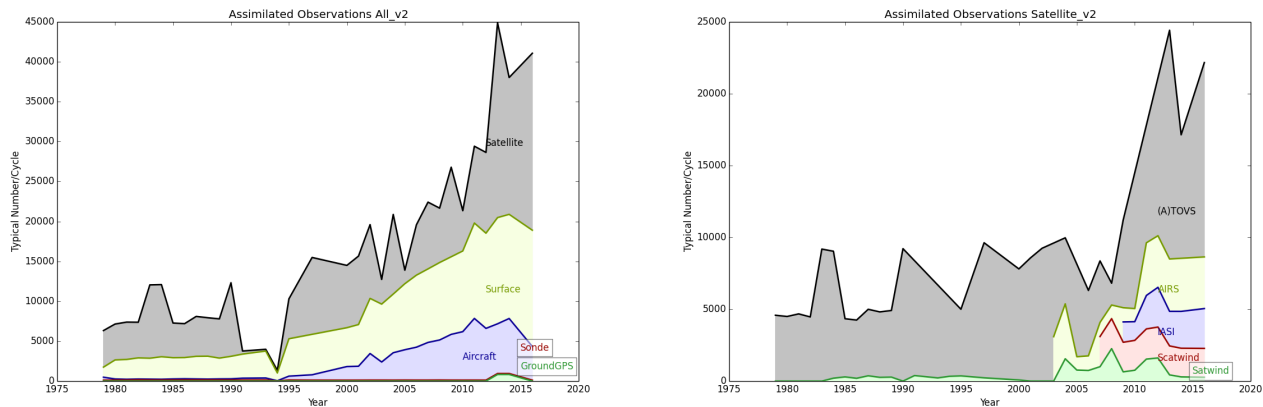 Assimilated Observations All_v2
45000
40000
35000
30000
25000
20000
15000
10000
5000
0
Typical Number/Cycle
Satellite
Surface
Aircraft
Sonde
GroundGPS
1975 1980 1985 1990 1995 2000 2005 2010 2015 2020
Year
Assimilated Observations Satellite_v2
25000
20000
15000
10000
5000
0
Typical Number/Cycle
(A)TOVS
AIRS
IASI
Scatwind
Satwind
1975 1980 1985 1990 1995 2000 2005 2010 2015 2020
Year